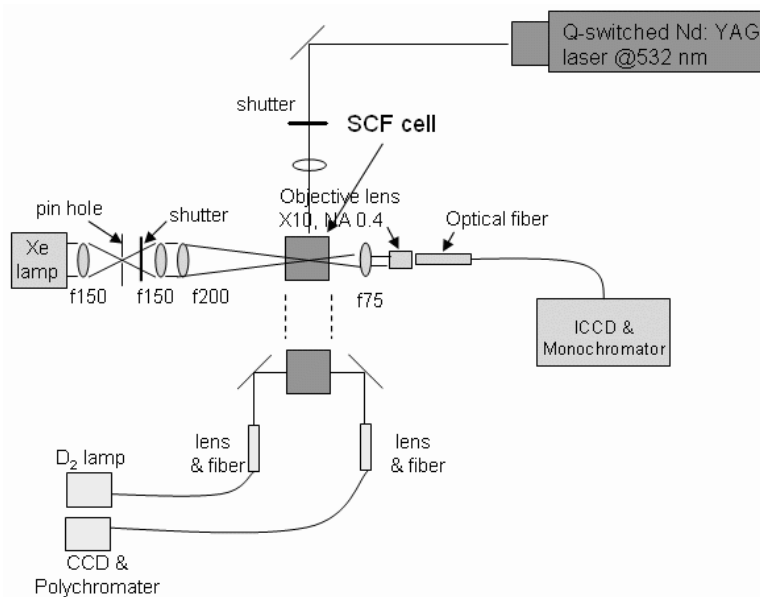 Q-switched Nd: YAG
laser @532 nm
shutter
SCF cell
Objective lens
X10, NA 0.4
pin hole
shutter
Optical fiber
Xe
lamp
f150
f150
f200
f75
ICCD &
Monochromator
lens
& fiber
lens
& fiber
D2 lamp
CCD &
Polychromater